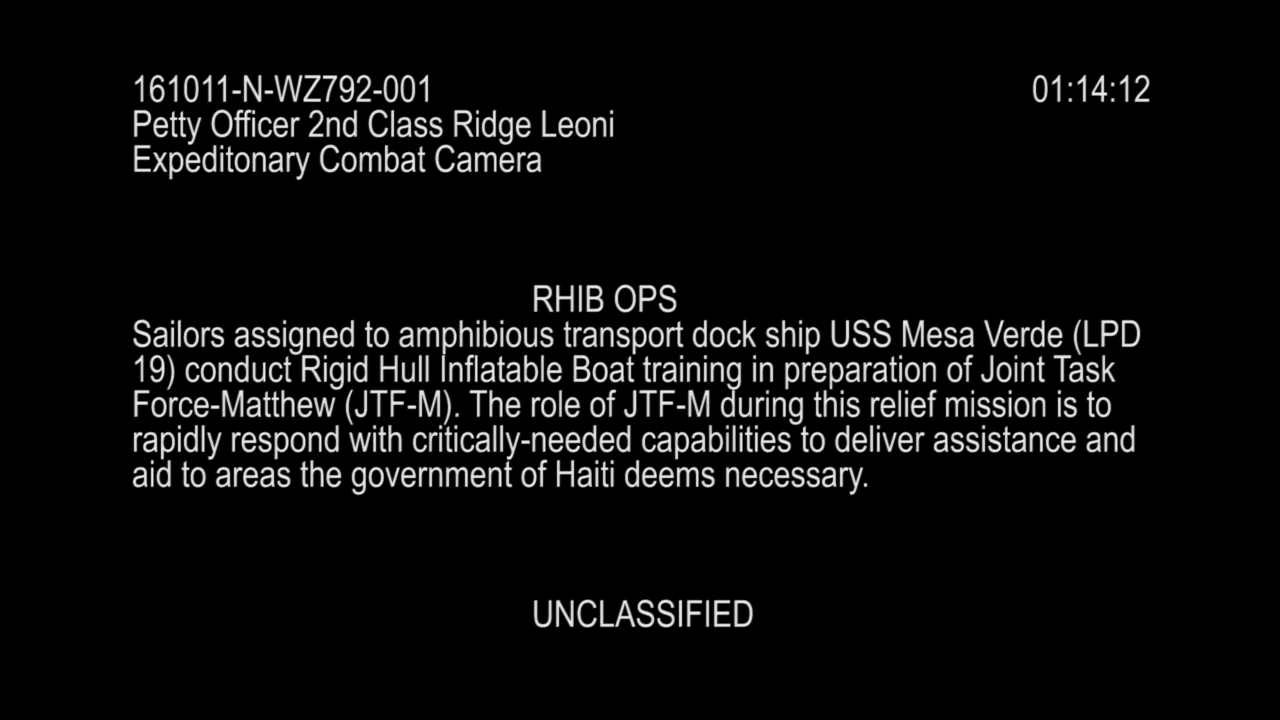 161011-N-WZ792-001 01:14:12
Petty Officer 2nd Class Ridge Leoni
Expeditonary Combat Camera
RHIB OPS
Sailors assigned to amphibious transport dock ship USS Mesa Verde (LPD
19) conduct Rigid Hull Inflatable Boat training in preparation of Joint Task
Force-Matthew (JTF-M). The role of JTF-M during this relief mission is to
rapidly respond with critically-needed capabilities to deliver assistance and
aid to areas the government of Haiti deems necessary.
UNCLASSIFIED